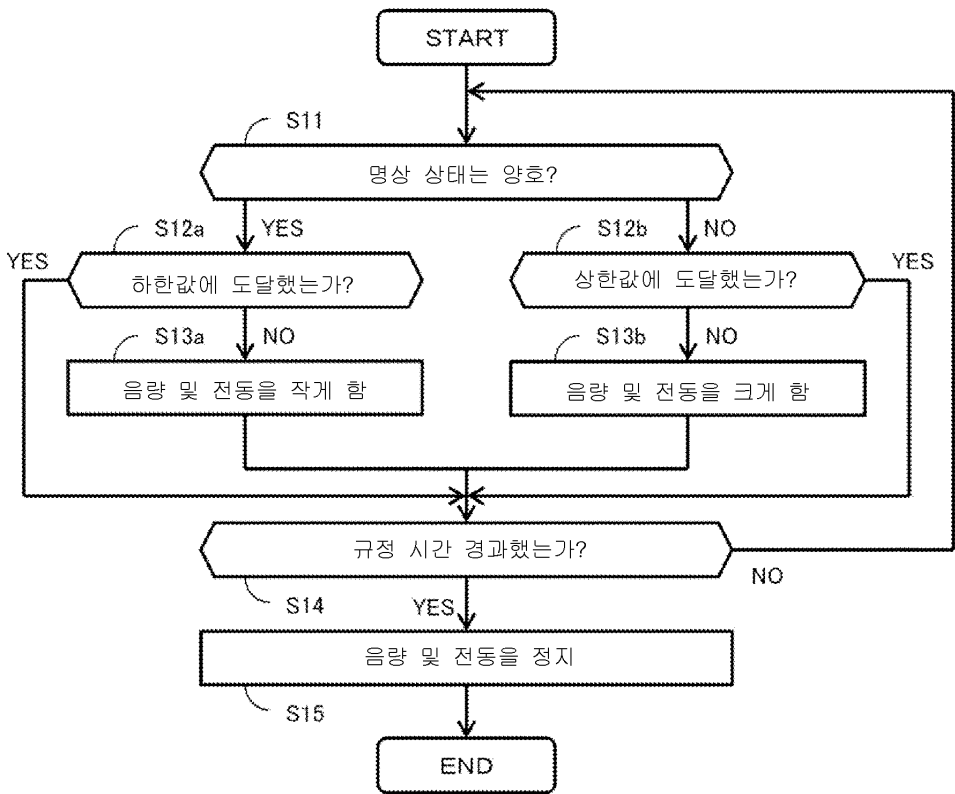 START
S11
명상 상태는 양호?
S12a
YES
S12b
NO
YES
하한값에 도달했는가?
상한값에 도달했는가?
YES
S13a
NO
S13b
NO
음량 및 전동을 작게 함
음량 및 전동을 크게 함
규정 시간 경과했는가?
NO
S14
YES
음량 및 전동을 정지
S15
END